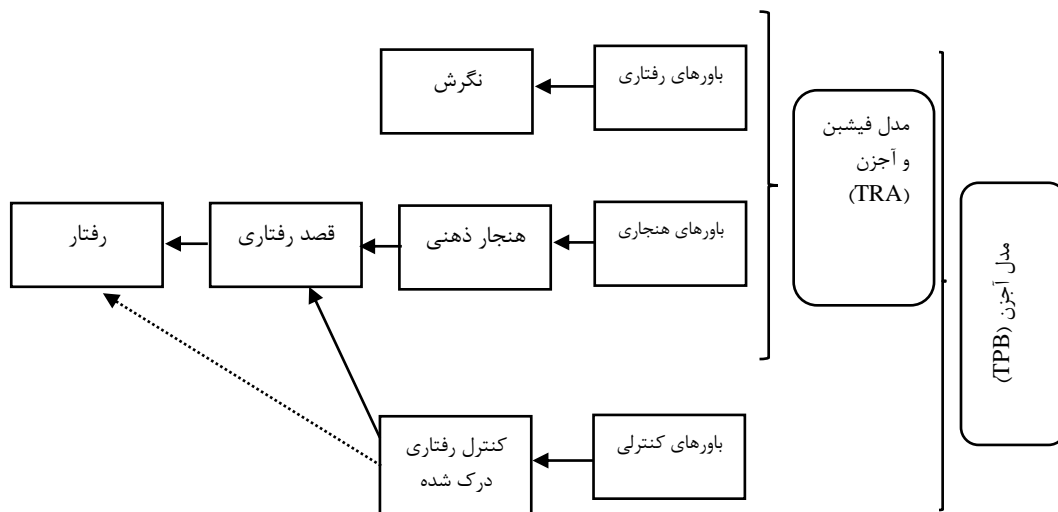 باورهای رفتاری
نگرش
مدل فیشبن
و آجزن
(TRA)
باورهای هنجاری
هنجار ذهنی
قصد رفتاری
رفتار
مدل آجزن (TPB)
باورهای کنترلی
کنترل رفتاری
درک شده